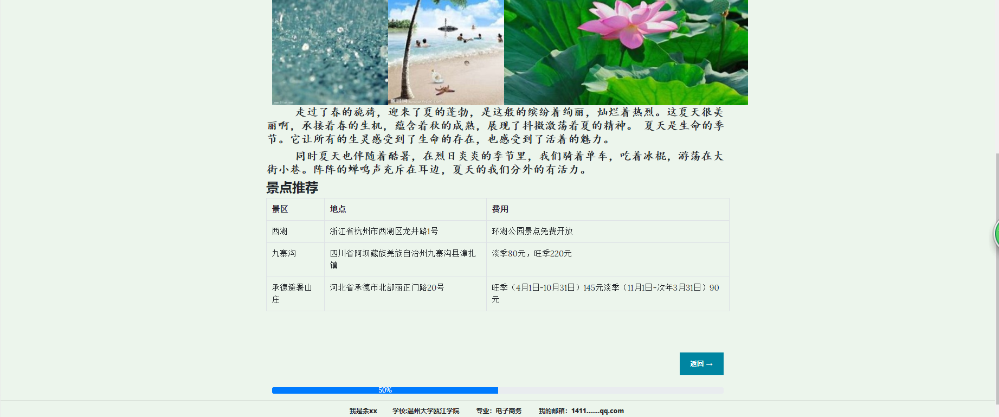 走过了春的旎旖，迎来了夏的蓬勃，是这般的缤纷着绚丽，灿烂着热烈。这夏天很美
丽啊，承接着春的生机，蕴含着秋的成熟，展现了抖擞激荡着夏的精神。 夏天是生命的季
节。它让所有的生灵感受到了生命的存在，也感受到了活着的魅力。
同时夏天也伴随着酷暑，在烈日炎炎的季节里，我们骑着单车，吃着冰棍，游荡在大
街小巷。阵阵的蝉鸣声充斥在耳边，夏天的我们分外的有活力。
景点推荐
景区 地点 费用
西湖 浙江省杭州市西湖区龙井路1号 环湖公园景点免费开放
九寨沟 四川省阿坝藏族羌族自治州九寨沟县漳扎
镇 淡季80元，旺季220元
承德避暑山
庄 河北省承德市北部丽正门路20号 旺季（4月1日-10月31日）145元淡季（11月1日-次年3月31日）90
元
返回 →
50%
我是余xx 学校:温州大学瓯江学院 专业：电子商务 我的邮箱：1411.......qq.com